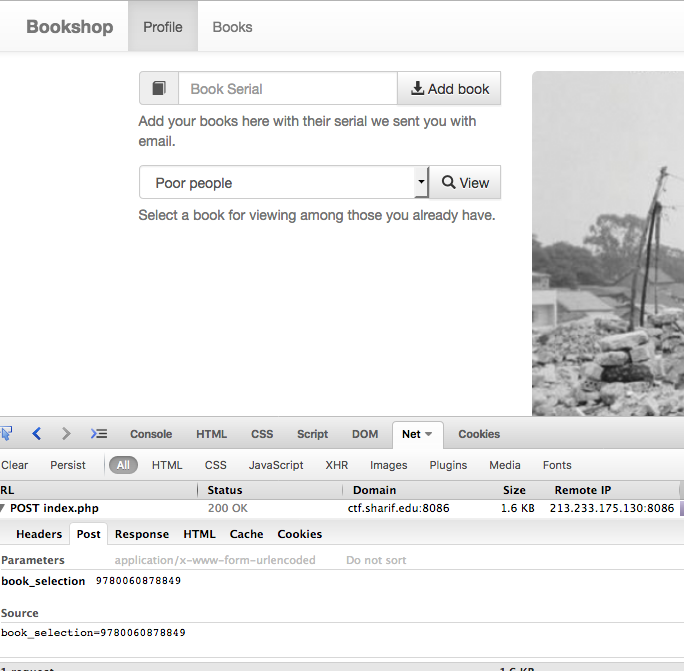 Bookshop Profile Books
Book Serial Add book
Add your books here with their serial we sent you with
email.
Poor people View
Select a book for viewing among those you already have.
Console HTML CSS Script DOM Net Cookies
Clear Persist All HTML CSS JavaScript XHR Images Plugins Media Fonts
RL Status Domain Size Remote IP
POST index.php 200 OK ctf.sharif.edu:8086 1.6 KB 213.233.175.130:8086
Headers Post Response HTML Cache Cookies
Parameters application/x-www-form-urlencoded Do not sort
book_selection 9780060878849
Source
book_selection=9780060878849
1 request 1.6 KB